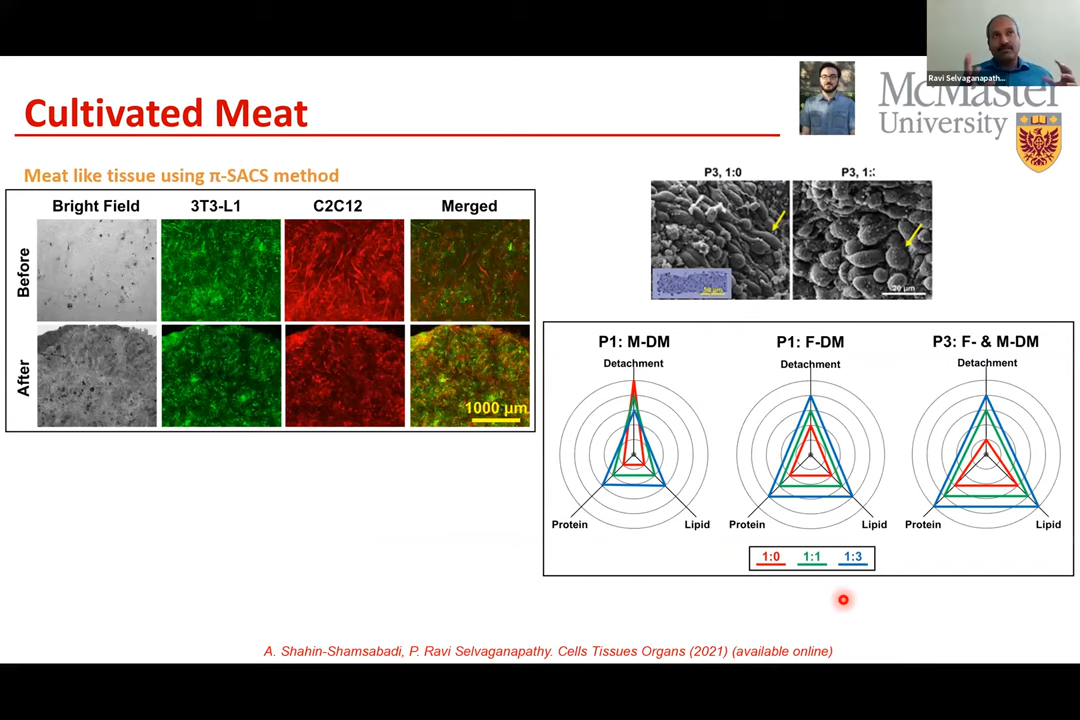 Ravi Selvaganapath...
McMaster
University
Cultivated Meat
Meat like tissue using π-SACS method
Bright Field 3T3-L1 C2C12 Merged
Before
After
1000 μm
P3, 1:0
P3, 1:
20 μm
P1: M-DM
Detachment
Protein
Lipid
P1: F-DM
Detachment
Protein
Lipid
P3: F- & M-DM
Detachment
Protein
Lipid
1:0 1:1 1:3
A. Shahin-Shamsabadi, P. Ravi Selvaganapathy. Cells Tissues Organs (2021) (available online)